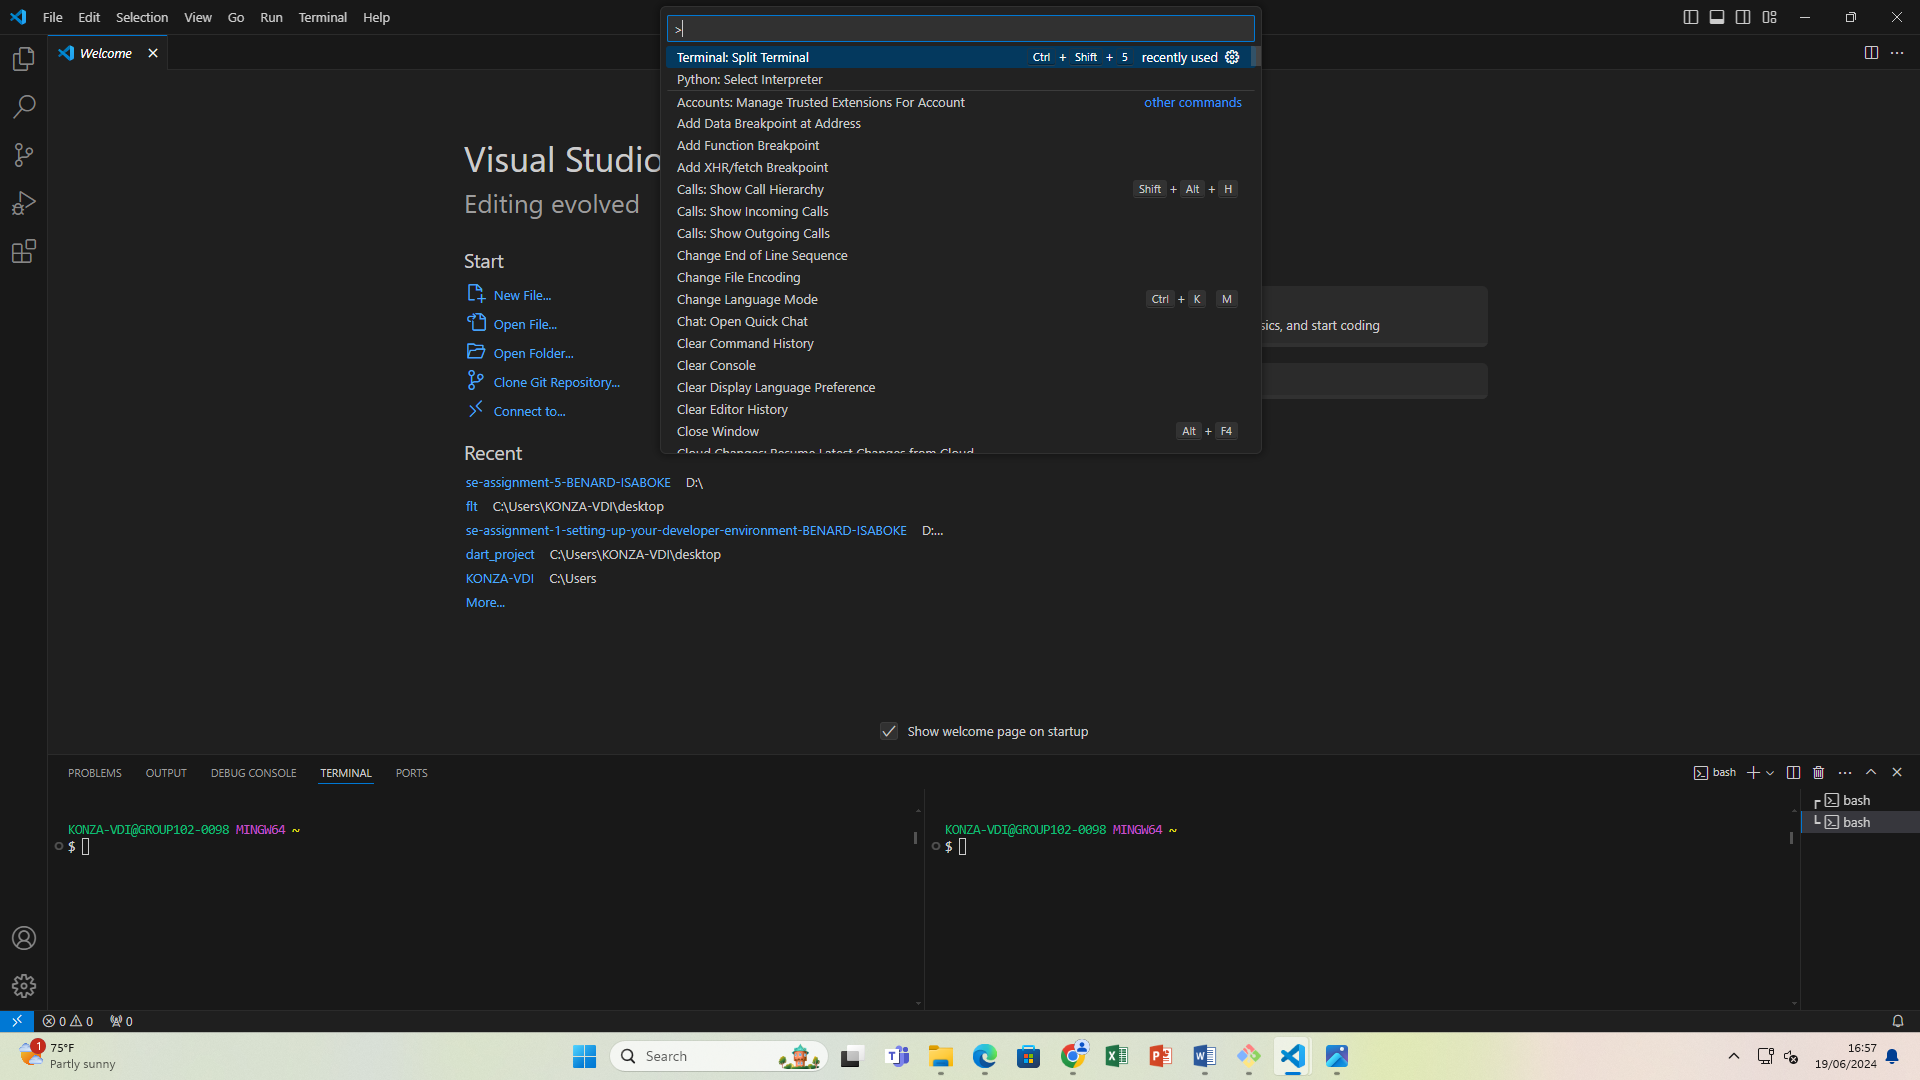 File Edit Selection View Go Run Terminal Help
>
Welcome
Terminal: Split Terminal Ctrl + Shift + 5 recently used
Python: Select Interpreter
Accounts: Manage Trusted Extensions For Account other commands
Add Data Breakpoint at Address
Add Function Breakpoint
Add XHR/fetch Breakpoint
Calls: Show Call Hierarchy Shift + Alt + H
Calls: Show Incoming Calls
Calls: Show Outgoing Calls
Change End of Line Sequence
Change File Encoding
Change Language Mode Ctrl + K M
Chat: Open Quick Chat
Clear Command History
Clear Console
Clear Display Language Preference
Clear Editor History
Close Window Alt + F4
Cloud Changes: Resume Latest Changes from Cloud
Visual Studio
Editing evolved
Start
New File...
Open File...
Open Folder...
Clone Git Repository...
Connect to...
sics, and start coding
Recent
se-assignment-5-BENARD-ISABOKE D:\
flt C:\Users\KONZA-VDI\desktop
se-assignment-1-setting-up-your-developer-environment-BENARD-ISABOKE D:...
dart_project C:\Users\KONZA-VDI\desktop
KONZA-VDI C:\Users
More...
Show welcome page on startup
PROBLEMS OUTPUT DEBUG CONSOLE TERMINAL PORTS
bash
KONZA-VDI@GROUP102-0098 MINGW64 ~
$
KONZA-VDI@GROUP102-0098 MINGW64 ~
$
bash
bash
0 0 0
1
75°F
Partly sunny
Search
16:57
19/06/2024